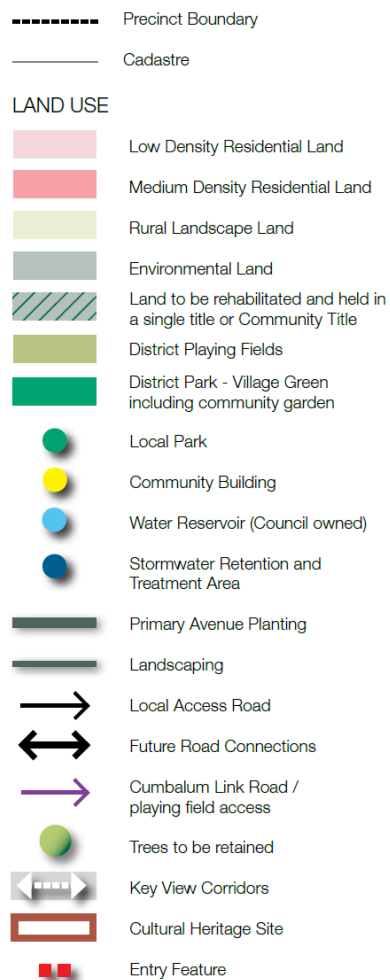 Precinct Boundary
Cadastre
LAND USE
Low Density Residential Land
Medium Density Residential Land
Rural Landscape Land
Environmental Land
Land to be rehabilitated and held in
a single title or Community Title
District Playing Fields
District Park - Village Green
including community garden
Local Park
Community Building
Water Reservoir (Council owned)
Stormwater Retention and
Treatment Area
Primary Avenue Planting
Landscaping
Local Access Road
Future Road Connections
Cumbalum Link Road /
playing field access
Trees to be retained
Key View Corridors
Cultural Heritage Site
Entry Feature